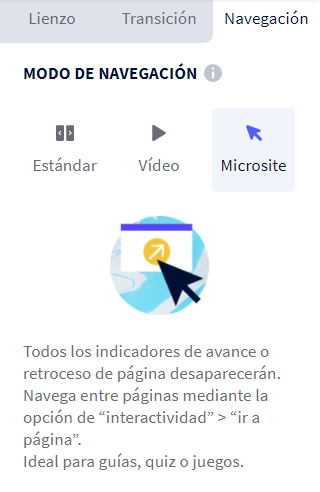 Lienzo Transición Navegación
MODO DE NAVEGACIÓN i
Estándar Vídeo Microsite
Todos los indicadores de avance o
retroceso de página desaparecerán.
Navega entre páginas mediante la
opción de “interactividad” > “ir a
página”.
Ideal para guías, quiz o juegos.